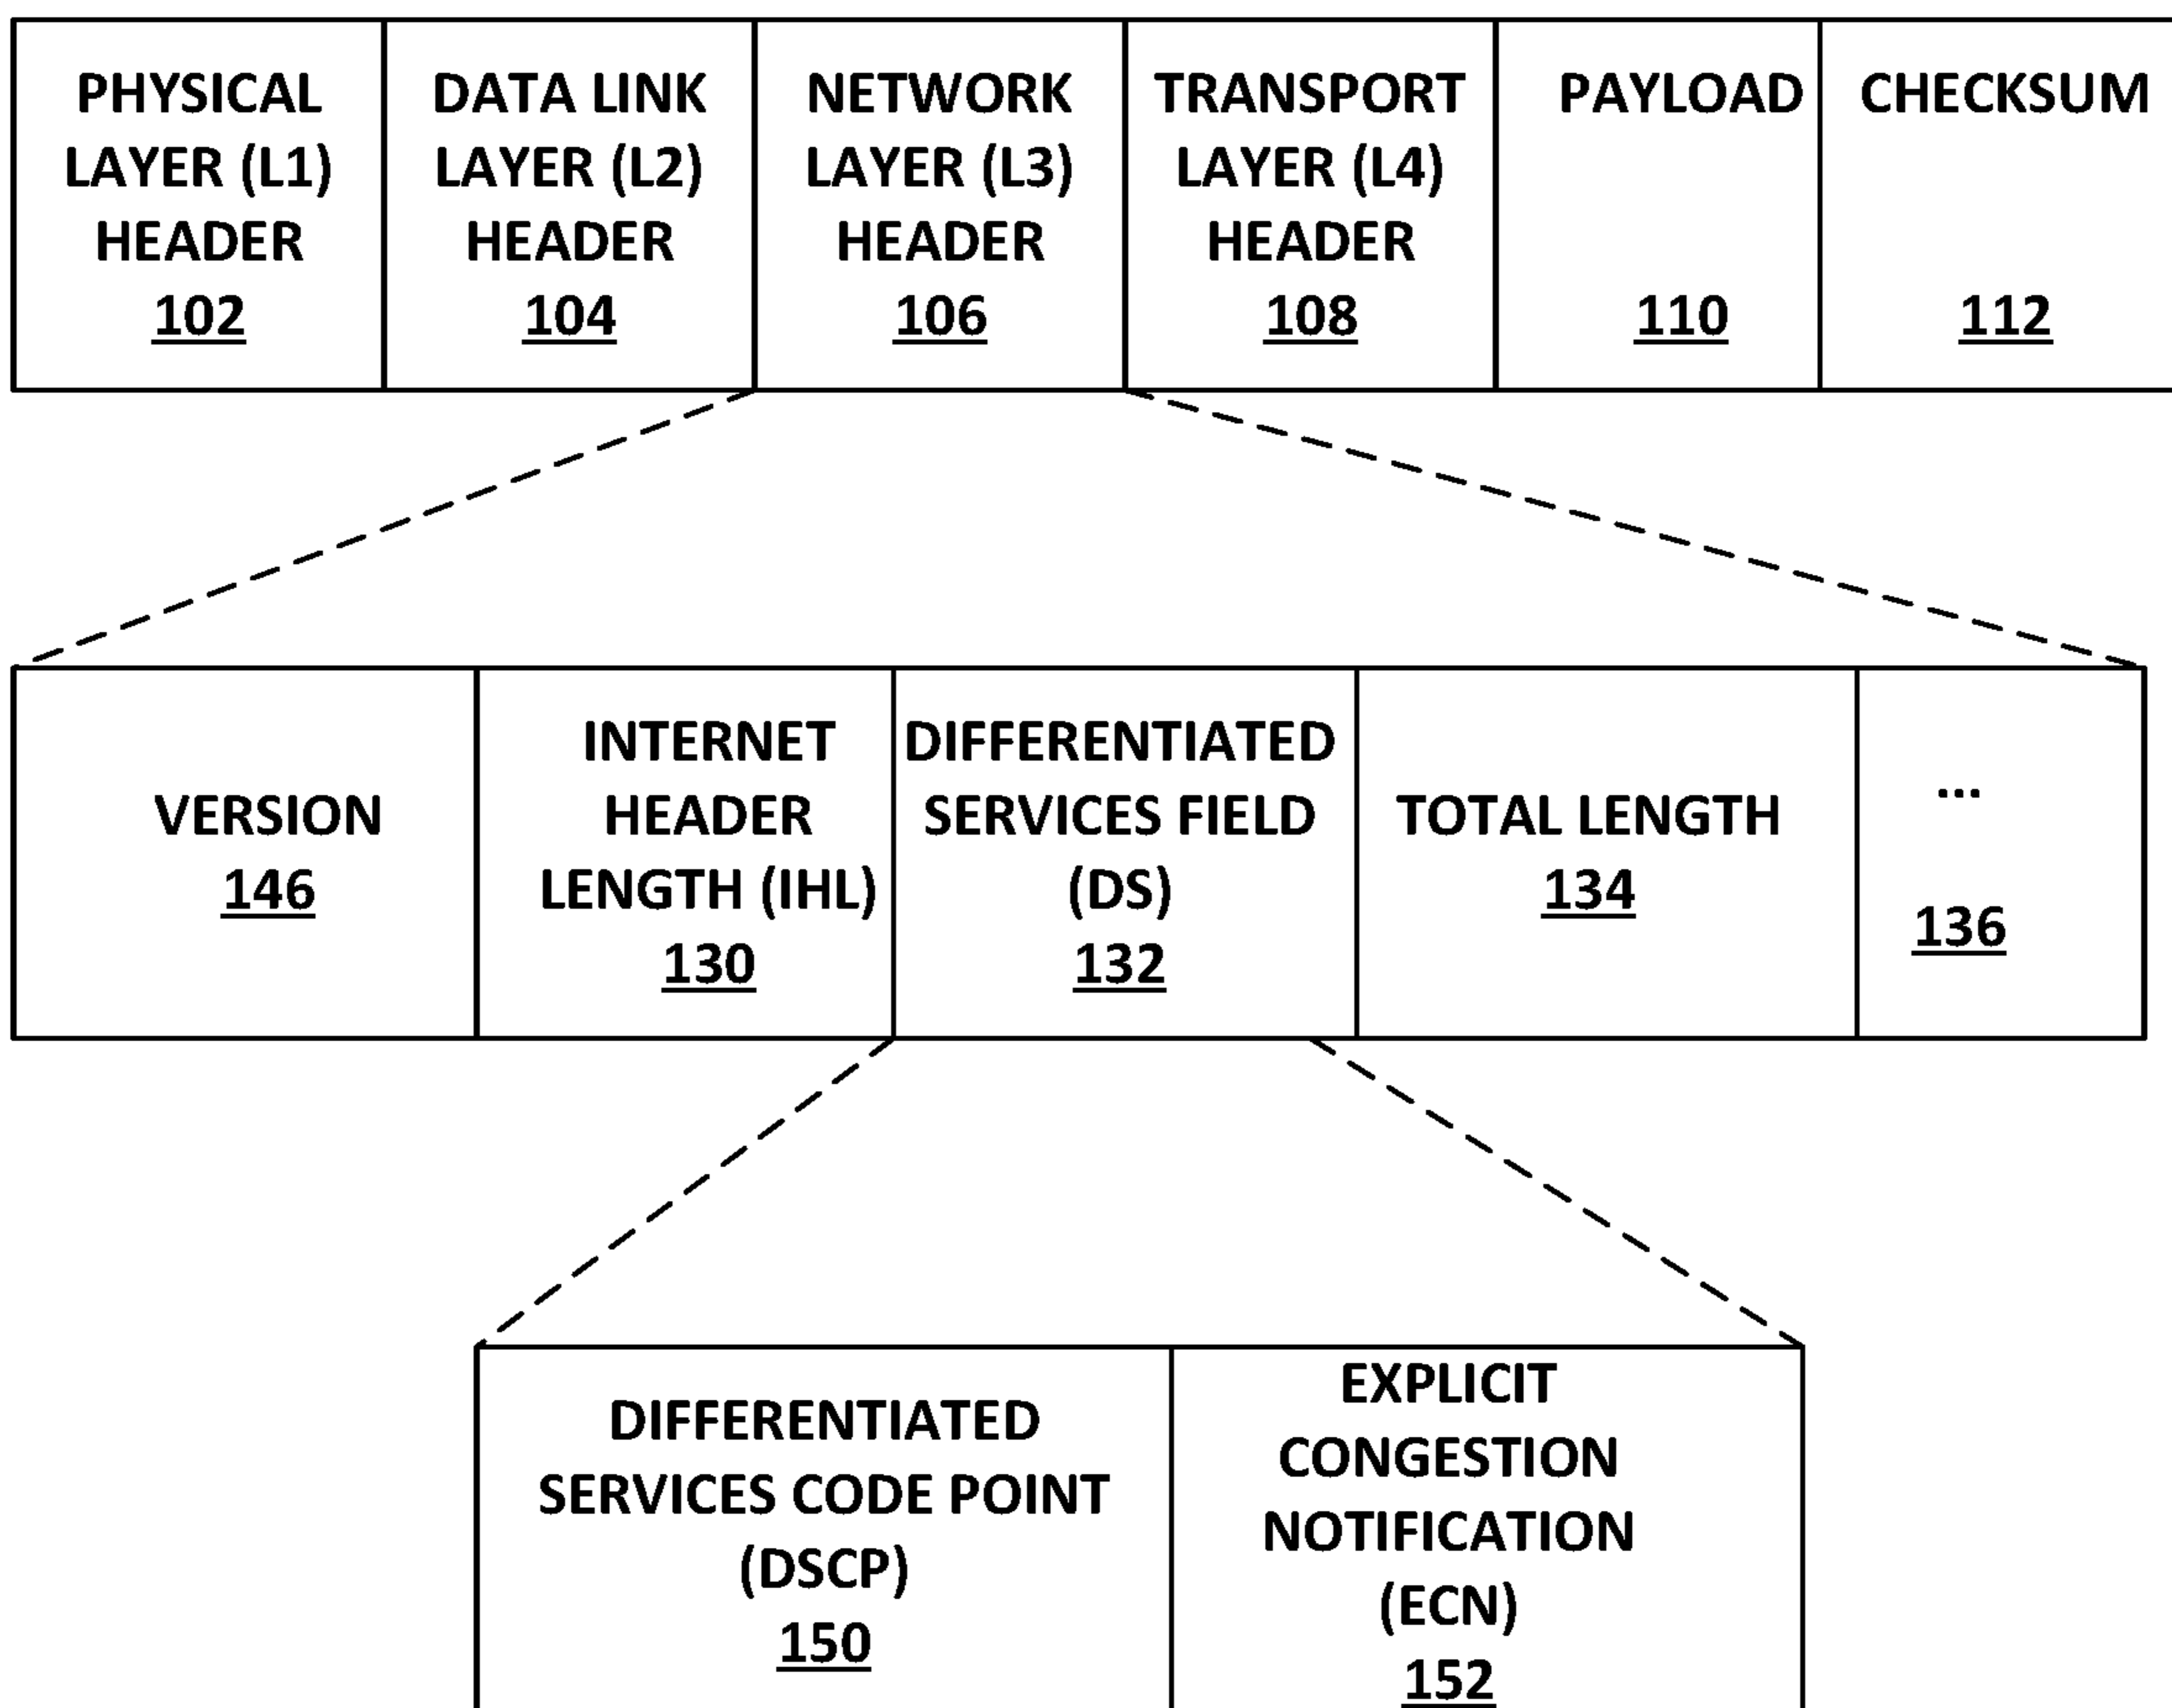 PHYSICAL
LAYER (L1)
HEADER
102
DATA LINK
LAYER (L2)
HEADER
104
NETWORK
LAYER (L3)
HEADER
106
TRANSPORT
LAYER (L4)
HEADER
108
PAYLOAD
110
CHECKSUM
112
VERSION
146
INTERNET
HEADER
LENGTH (IHL)
130
DIFFERENTIATED
SERVICES FIELD
(DS)
132
TOTAL LENGTH
134
...
136
DIFFERENTIATED
SERVICES CODE POINT
(DSCP)
150
EXPLICIT
CONGESTION
NOTIFICATION
(ECN)
152